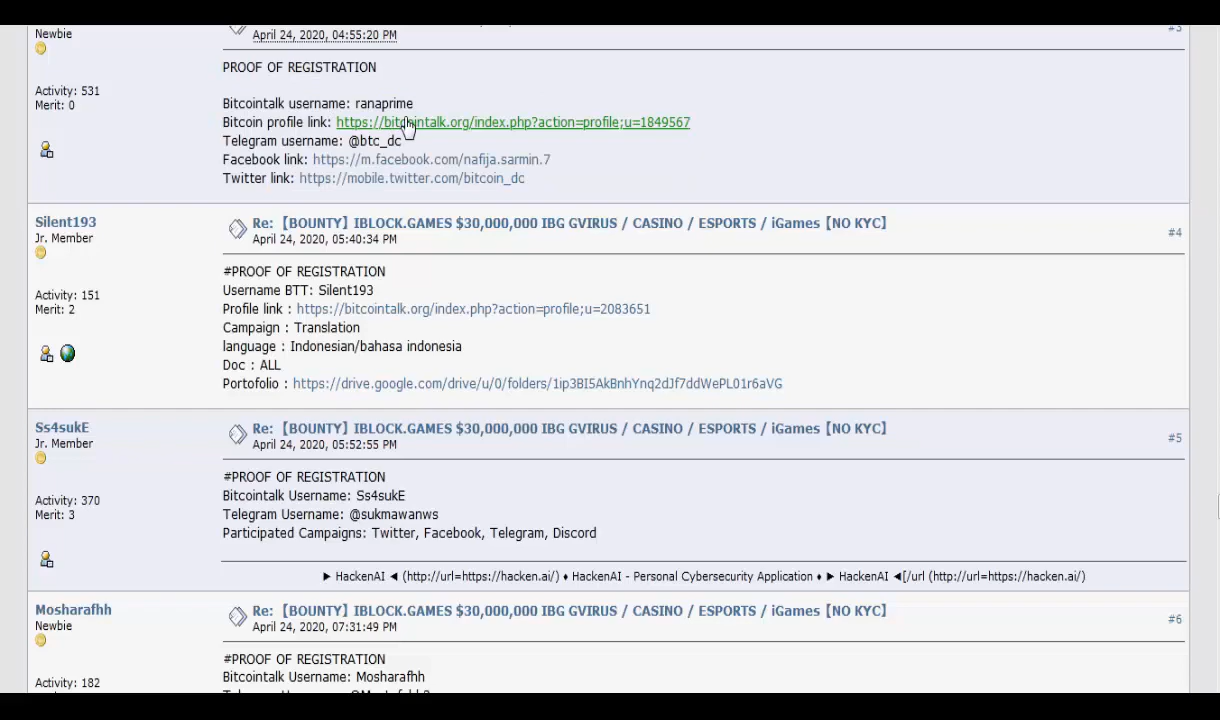 Newbie
April 24, 2020, 04:55:20 PM
#3
Activity: 531
Merit: 0
PROOF OF REGISTRATION
Bitcointalk username: ranaprime
Bitcoin profile link: https://bitcointalk.org/index.php?action=profile;u=1849567
Telegram username: @btc_dc
Facebook link: https://m.facebook.com/nafija.sarmin.7
Twitter link: https://mobile.twitter.com/bitcoin_dc
Silent193
Jr. Member
Re: 【BOUNTY】IBLOCK.GAMES $30,000,000 IBG GVIRUS / CASINO / ESPORTS / iGames【NO KYC】
April 24, 2020, 05:40:34 PM
#4
Activity: 151
Merit: 2
#PROOF OF REGISTRATION
Username BTT: Silent193
Profile link : https://bitcointalk.org/index.php?action=profile;u=2083651
Campaign : Translation
language : Indonesian/bahasa indonesia
Doc : ALL
Portofolio : https://drive.google.com/drive/u/0/folders/1ip3BI5AkBnhYnq2dJf7ddWePL01r6aVG
Ss4sukE
Jr. Member
Re: 【BOUNTY】IBLOCK.GAMES $30,000,000 IBG GVIRUS / CASINO / ESPORTS / iGames【NO KYC】
April 24, 2020, 05:52:55 PM
#5
Activity: 370
Merit: 3
#PROOF OF REGISTRATION
Bitcointalk Username: Ss4sukE
Telegram Username: @sukmawanws
Participated Campaigns: Twitter, Facebook, Telegram, Discord
► HackenAI ◄ (http://url=https://hacken.ai/) ♦ HackenAI - Personal Cybersecurity Application ♦ ► HackenAI ◄[/url (http://url=https://hacken.ai/)
Mosharafhh
Newbie
Re: 【BOUNTY】IBLOCK.GAMES $30,000,000 IBG GVIRUS / CASINO / ESPORTS / iGames【NO KYC】
April 24, 2020, 07:31:49 PM
#6
Activity: 182
#PROOF OF REGISTRATION
Bitcointalk Username: Mosharafhh